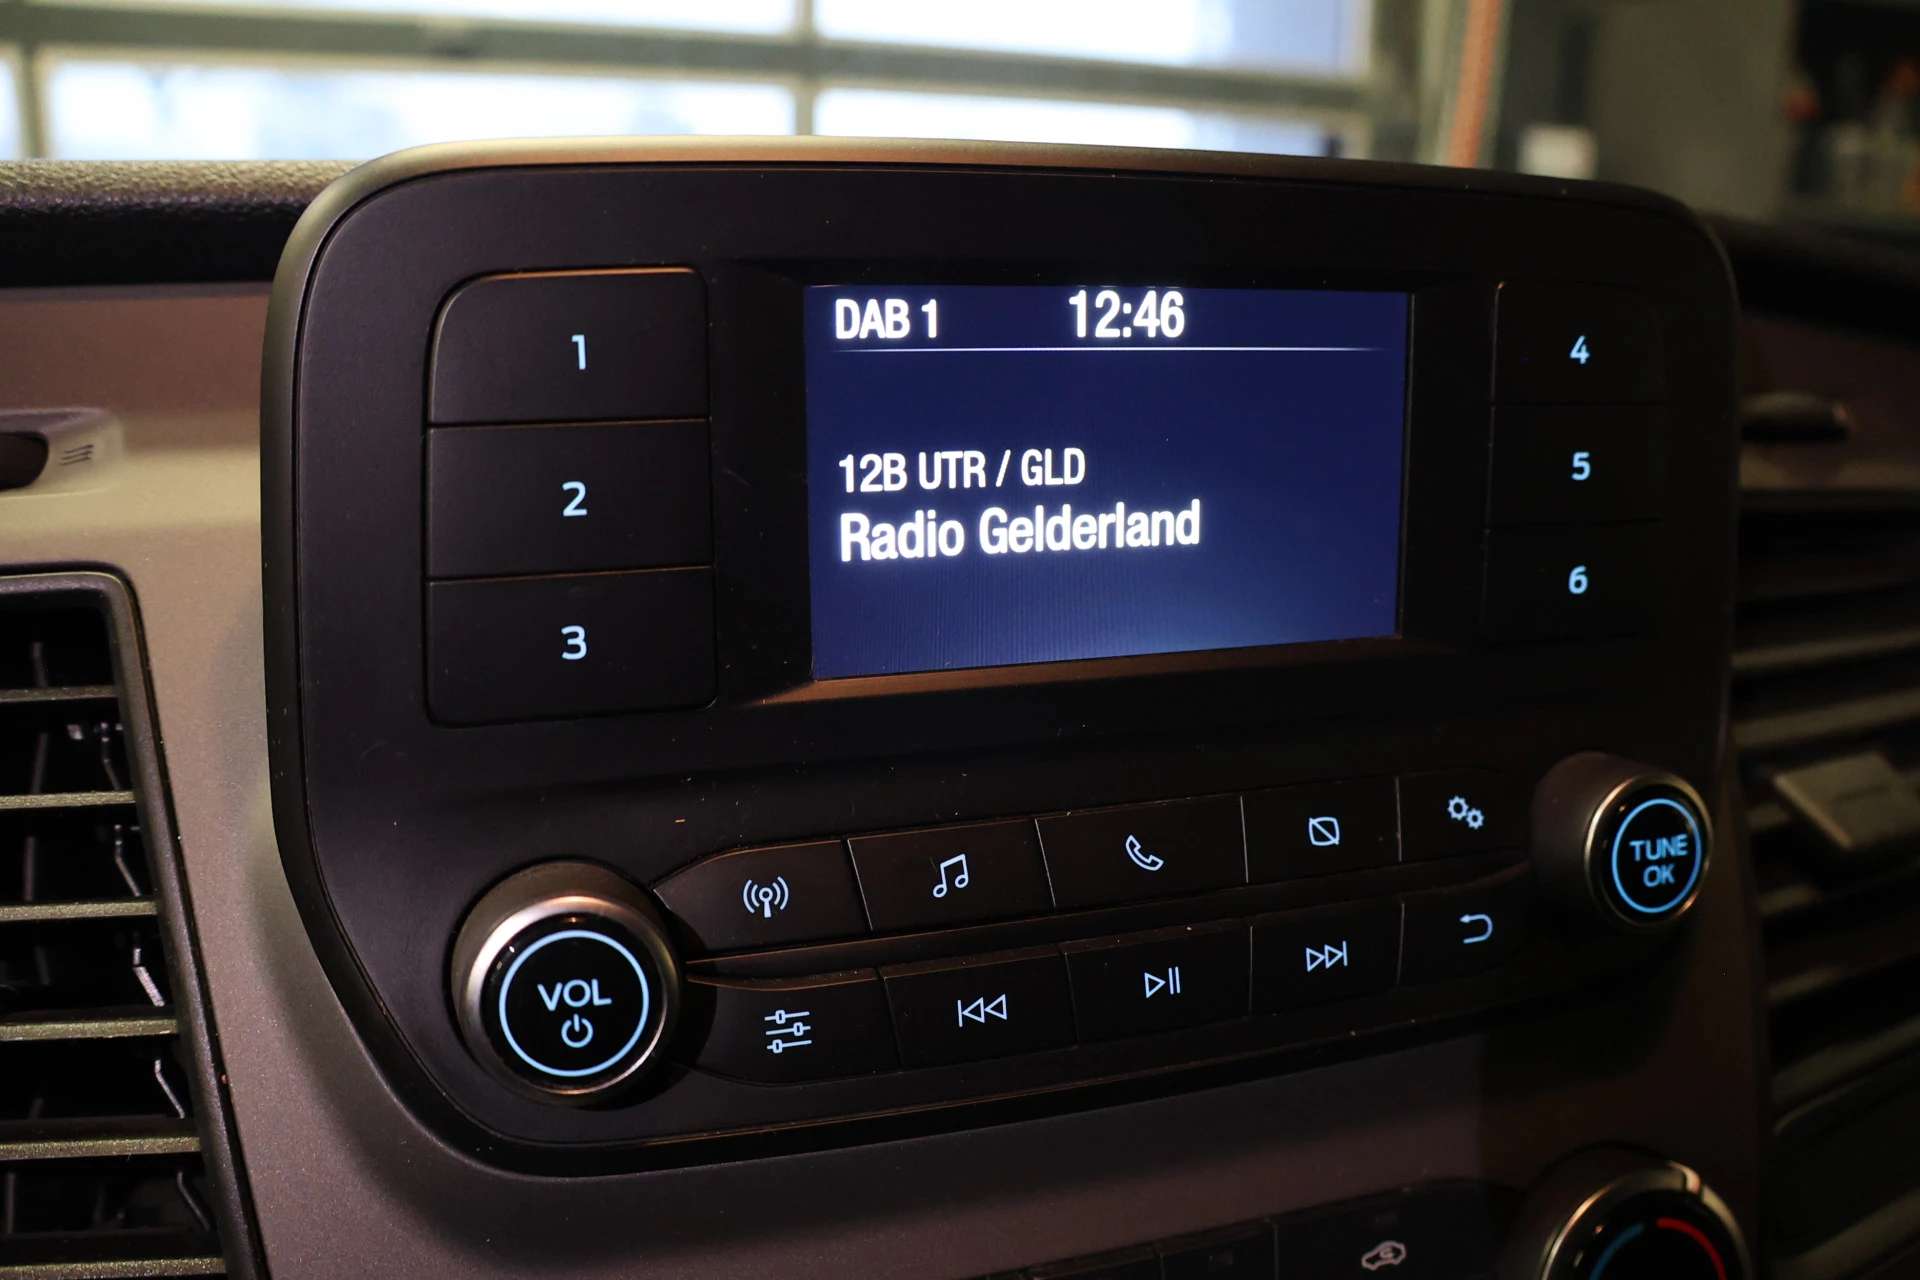 DAB 1 12:46
12B UTR / GLD
Radio Gelderland
1
2
3
4
5
6
VOL
TUNE
OK